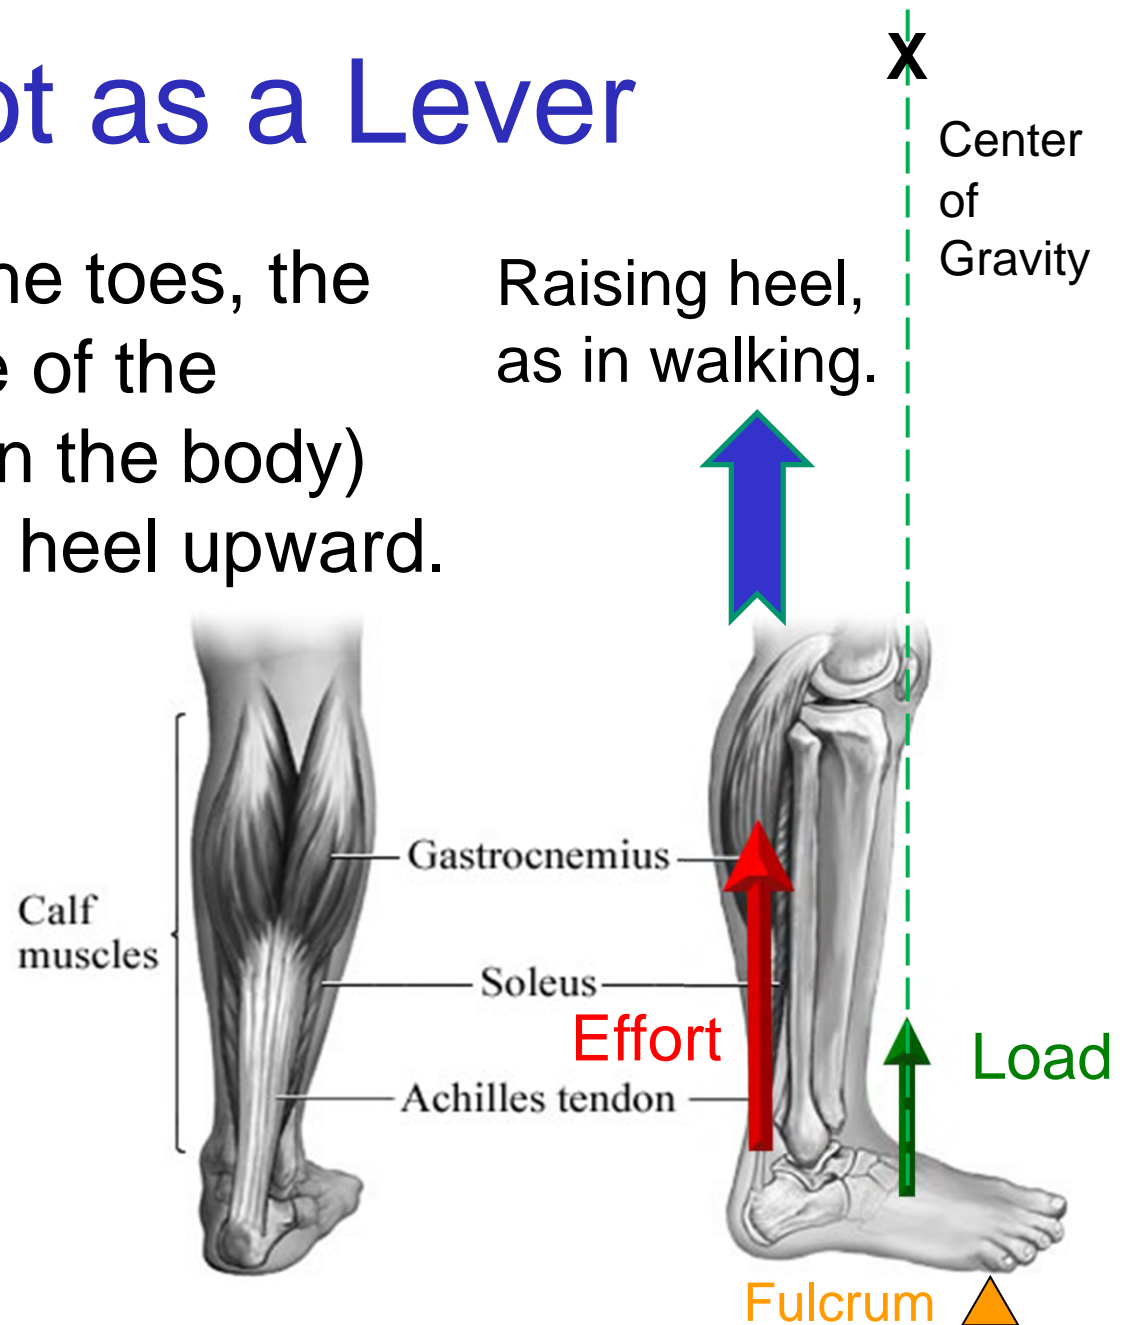 ot as a Lever
X
Center
of
Gravity
ne toes, the
e of the
n the body)
heel upward.
Raising heel,
as in walking.
Calf
muscles
Gastrocnemius
Soleus
Achilles tendon
Effort
Load
Fulcrum